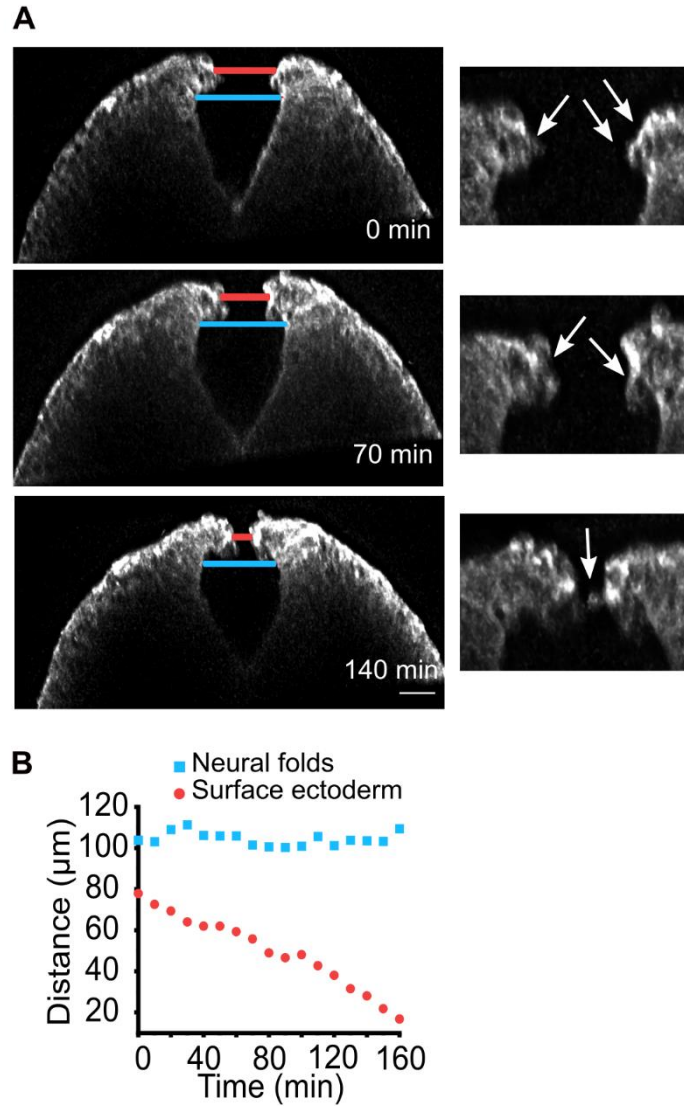 A
0 min
70 min
140 min
B
Neural folds
Surface ectoderm
120
100
80
60
40
20
Distance (µm)
0 40 80 120 160
Time (min)